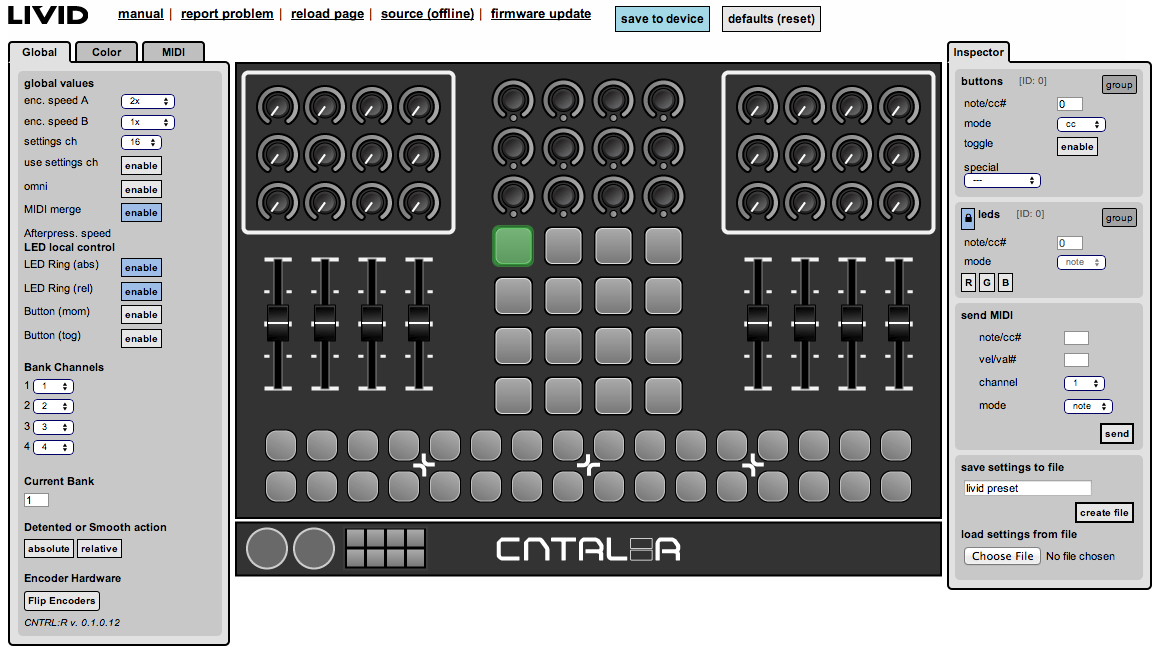 LIVID
manual | report problem | reload page | source (offline) | firmware update
save to device
defaults (reset)
Global
Color
MIDI
global values
enc. speed A 2x
enc. speed B 1x
settings ch 16
use settings ch enable
omni enable
MIDI merge enable
Afterpress. speed
LED local control
LED Ring (abs) enable
LED Ring (rel) enable
Button (mom) enable
Button (tog) enable
Bank Channels
1 1
2 2
3 3
4 4
Current Bank
1
Detented or Smooth action
absolute relative
Encoder Hardware
Flip Encoders
CNTRL:R v. 0.1.0.12
CNTRL:R
Inspector
buttons [ID: 0] group
note/cc# 0
mode cc
toggle enable
special
---
leds [ID: 0] group
note/cc# 0
mode note
R G B
send MIDI
note/cc#
vel/val#
channel 1
mode note
send
save settings to file
livid preset
create file
load settings from file
Choose File No file chosen